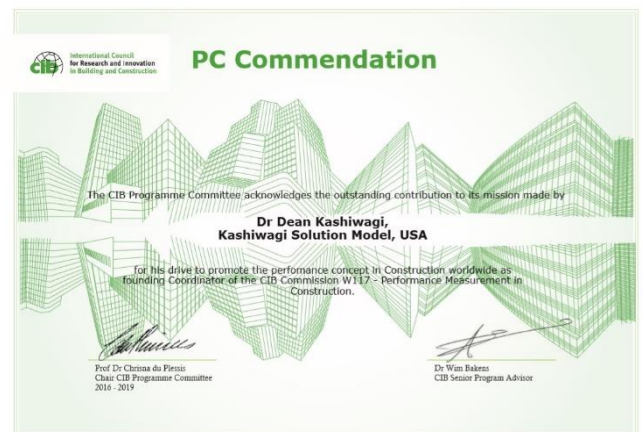 cib
International Council
for Research and Innovation
in Building and Construction
PC Commendation
The CIB Programme Committee acknowledges the outstanding contribution to its mission made by
Dr Dean Kashiwagi,
Kashiwagi Solution Model, USA
for his drive to promote the perfomance concept in Construction worldwide as
founding Coordinator of the CIB Commission W117 - Performance Measurement in
Construction.
Prof Dr Chrisna du Plessis
Chair CIB Programme Committee
2016 - 2019
Dr Wim Bakens
CIB Senior Program Advisor